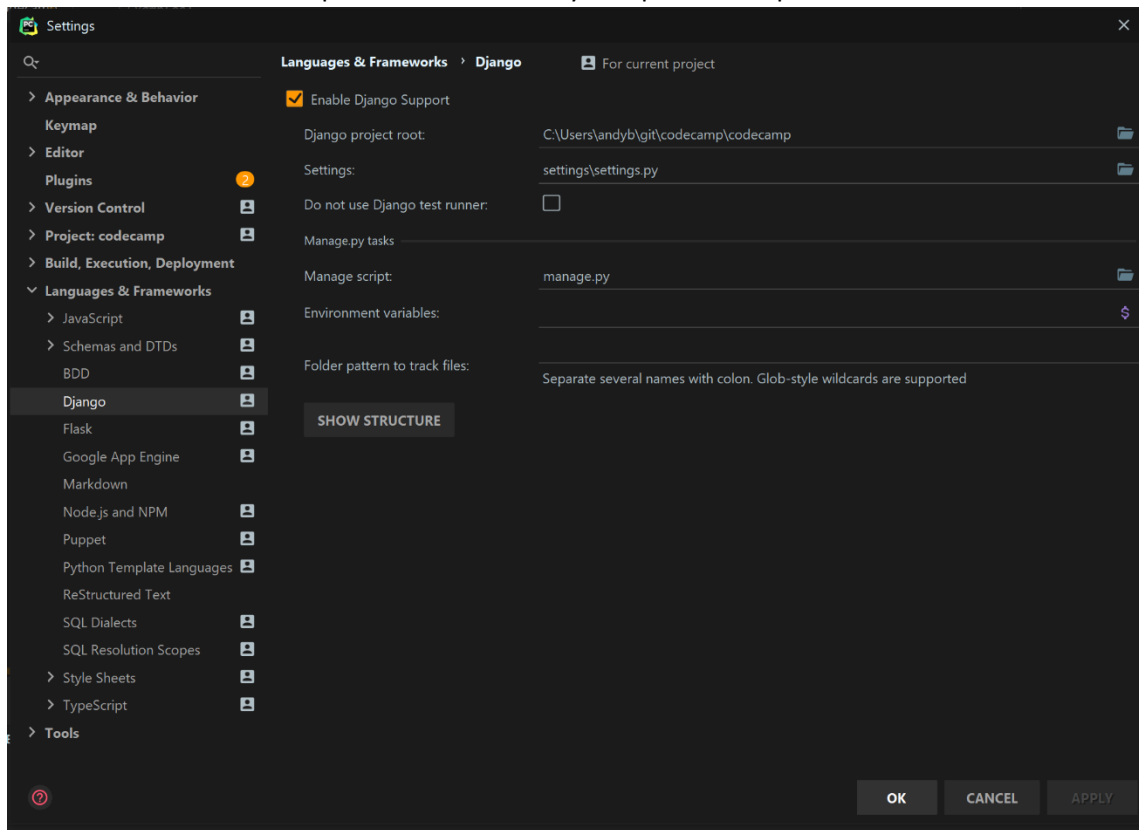 PC
Settings
Languages & Frameworks › Django
For current project
Appearance & Behavior
Keymap
Editor
Plugins 2
Version Control
Project: codecamp
Build, Execution, Deployment
Languages & Frameworks
JavaScript
Schemas and DTDs
BDD
Django
Flask
Google App Engine
Markdown
Node.js and NPM
Puppet
Python Template Languages
ReStructured Text
SQL Dialects
SQL Resolution Scopes
Style Sheets
TypeScript
Tools
Enable Django Support
Django project root: C:\Users\andyb\git\codecamp\codecamp
Settings: settings\settings.py
Do not use Django test runner:
Manage.py tasks
Manage script: manage.py
Environment variables: $
Folder pattern to track files:
Separate several names with colon. Glob-style wildcards are supported
SHOW STRUCTURE
?
OK CANCEL APPLY